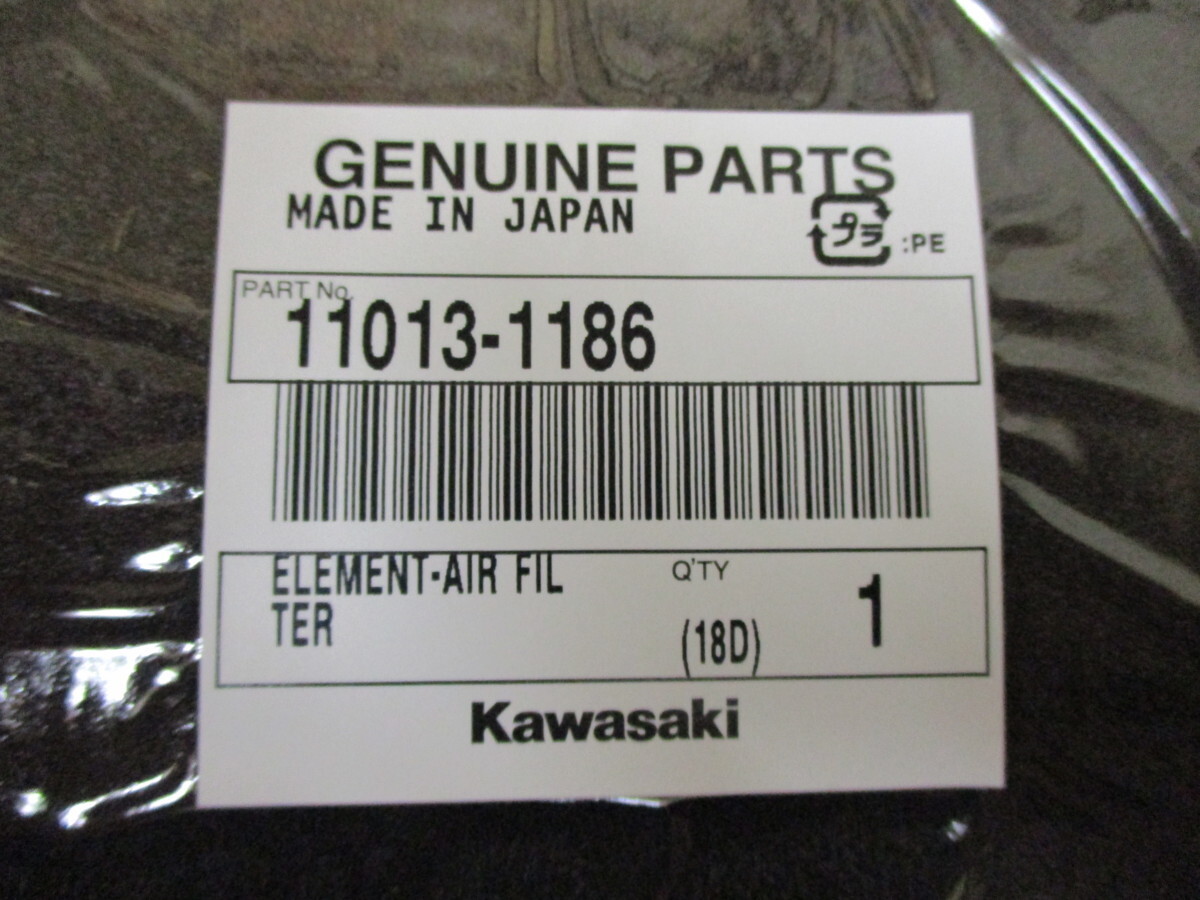 GENUINE PARTS
MADE IN JAPAN
プラ :PE
PART No.
11013-1186
ELEMENT-AIR FIL
TER
Q'TY
(18D)
1
Kawasaki